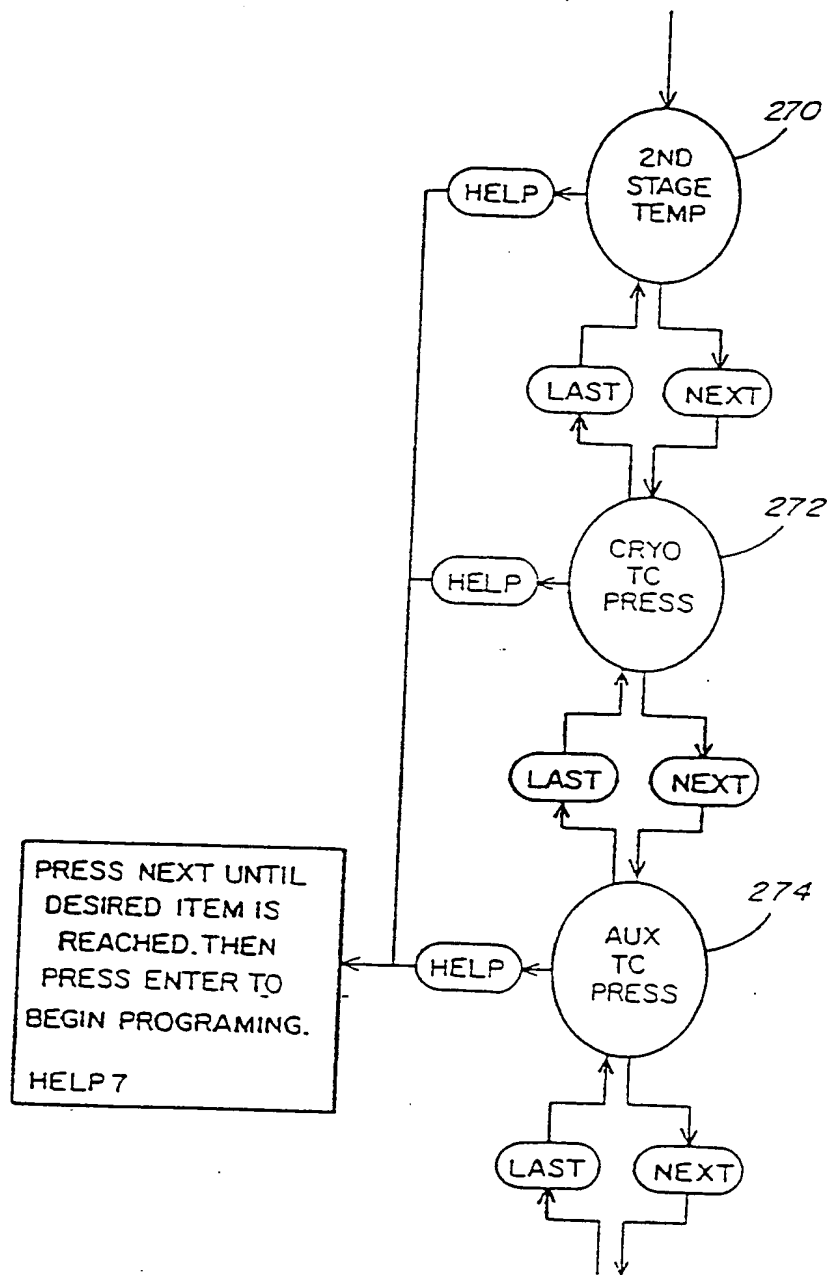 270
2ND
STAGE
TEMP
HELP
LAST
NEXT
272
CRYO
TC
PRESS
HELP
LAST
NEXT
274
AUX
TC
PRESS
HELP
PRESS NEXT UNTIL
DESIRED ITEM IS
REACHED. THEN
PRESS ENTER TO
BEGIN PROGRAMING.
HELP 7
LAST
NEXT